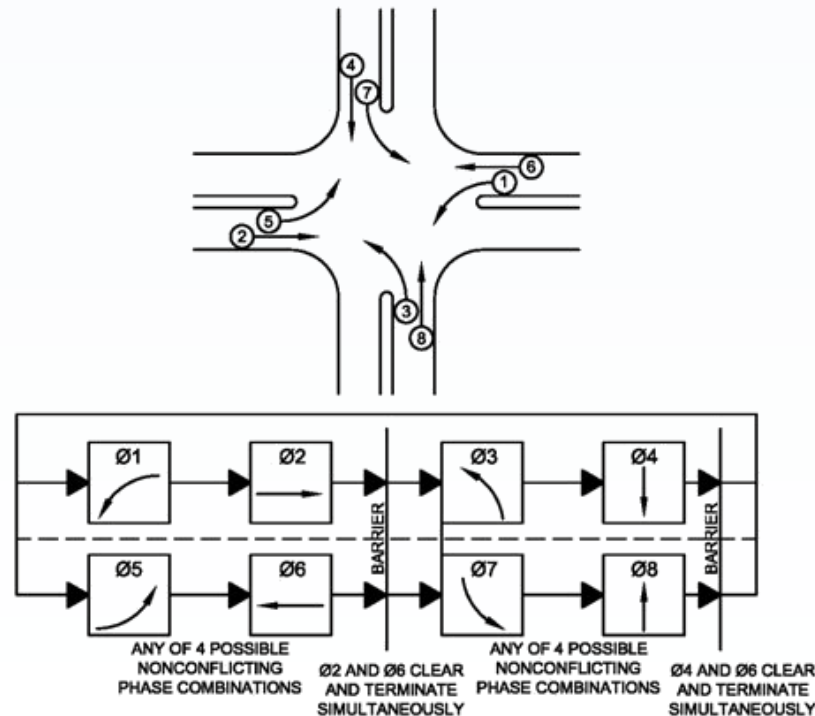 4
7
6
1
5
2
3
8
Ø1
Ø2
Ø3
Ø4
BARRIER
BARRIER
Ø5
Ø6
Ø7
Ø8
ANY OF 4 POSSIBLE
NONCONFLICTING
PHASE COMBINATIONS
Ø2 AND Ø6 CLEAR
AND TERMINATE
SIMULTANEOUSLY
ANY OF 4 POSSIBLE
NONCONFLICTING
PHASE COMBINATIONS
Ø4 AND Ø6 CLEAR
AND TERMINATE
SIMULTANEOUSLY